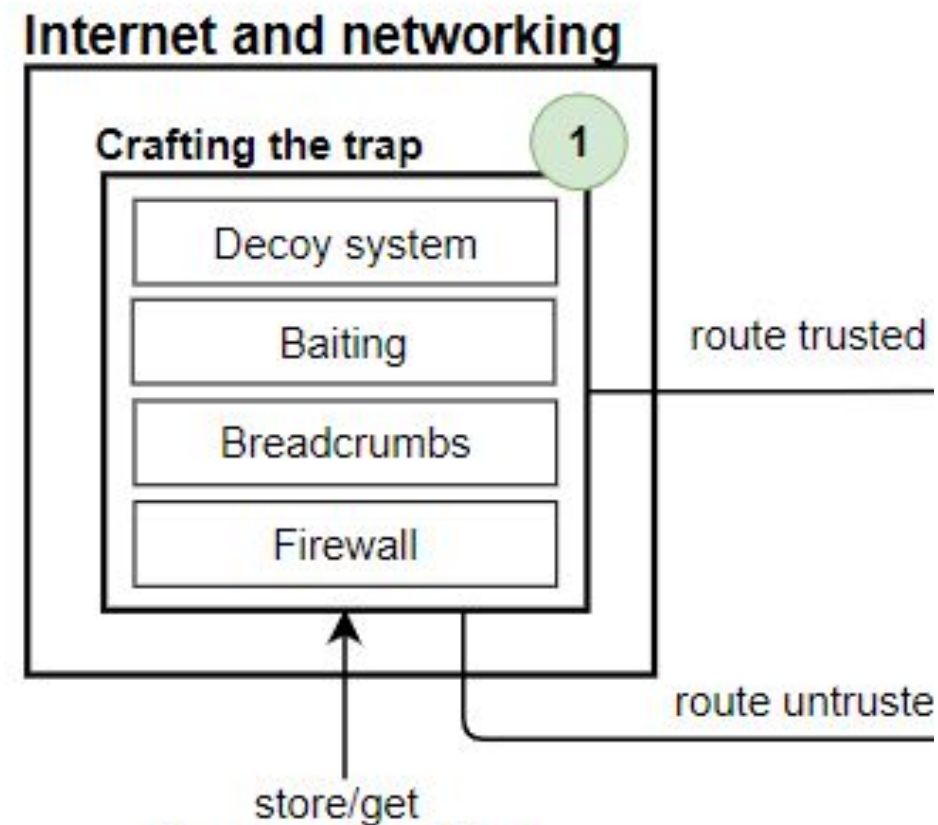 Internet and networking
Crafting the trap
1
Decoy system
Baiting
Breadcrumbs
Firewall
route trusted
route untruste
store/get